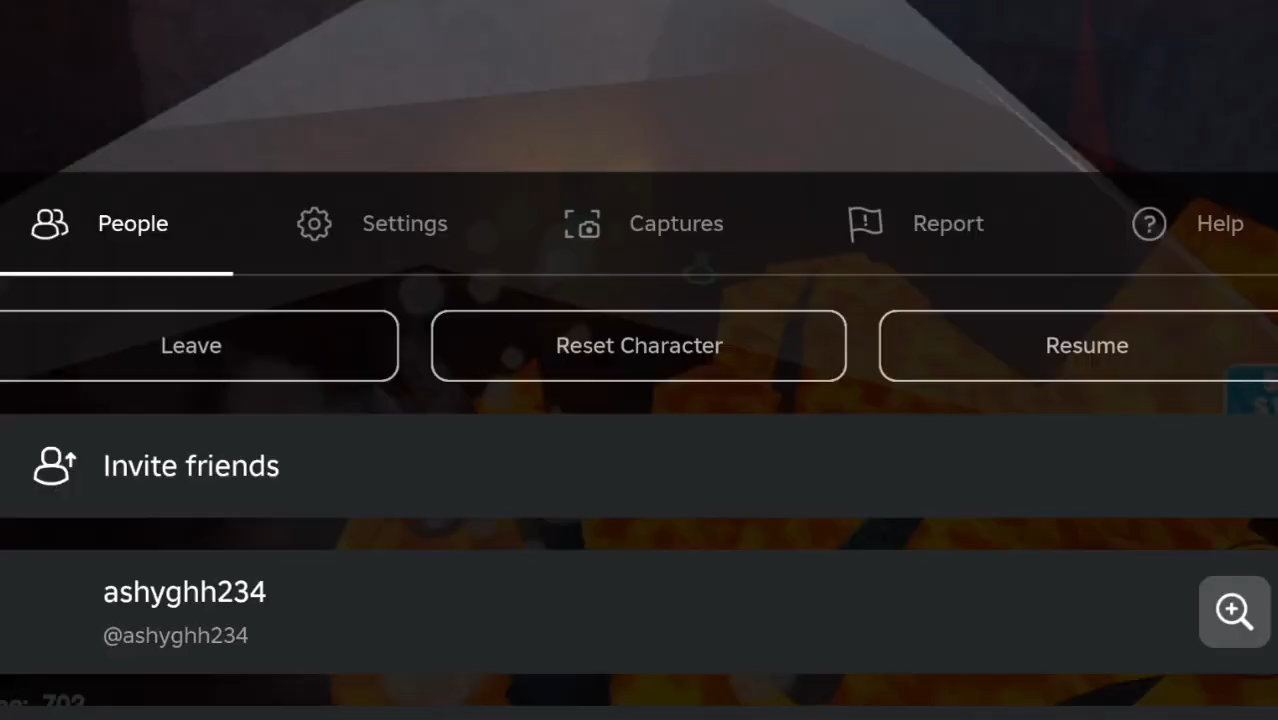 People
Settings
Captures
Report
Help
Leave
Reset Character
Resume
Invite friends
ashyghh234
@ashyghh234